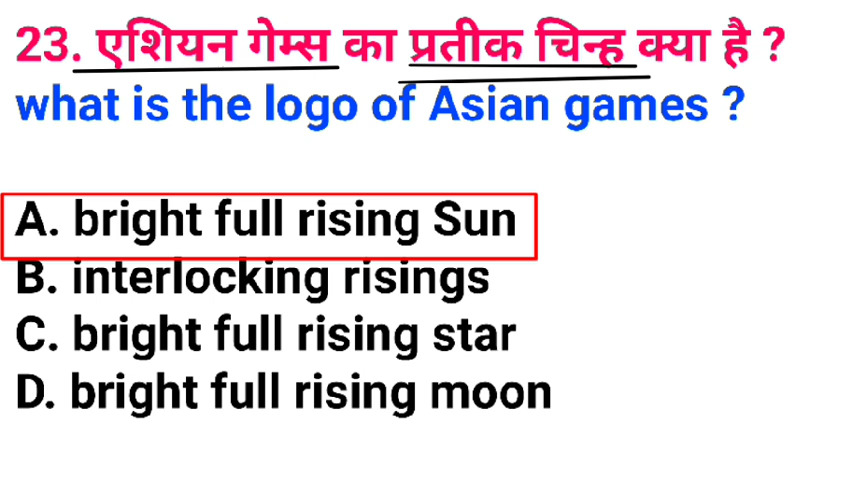 23. एशियन गेम्स का प्रतीक चिन्ह क्या है ?
what is the logo of Asian games ?
A. bright full rising Sun
B. interlocking risings
C. bright full rising star
D. bright full rising moon